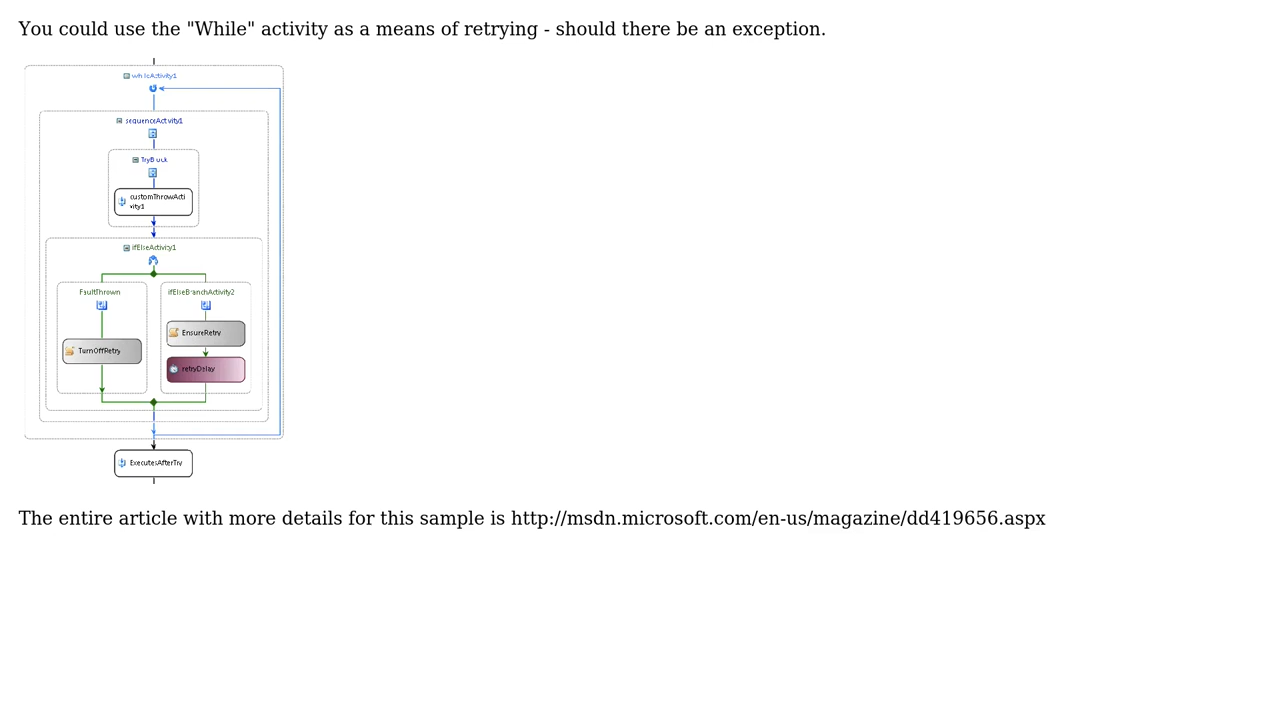 You could use the "While" activity as a means of retrying - should there be an exception.
whileActivity1
sequenceActivity1
TryBlock
customThrowActi
vity1
ifElseActivity1
FaultThrown
ifElseBranchActivity2
EnsureRetry
TurnOffRetry
retryDelay
ExecutesAfterTry
The entire article with more details for this sample is http://msdn.microsoft.com/en-us/magazine/dd419656.aspx